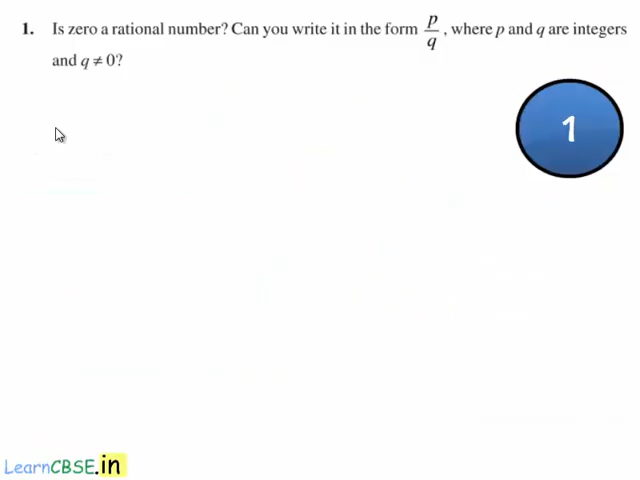 1. Is zero a rational number? Can you write it in the form p/q, where p and q are integers
and q ≠ 0?
1
LearnCBSE.in